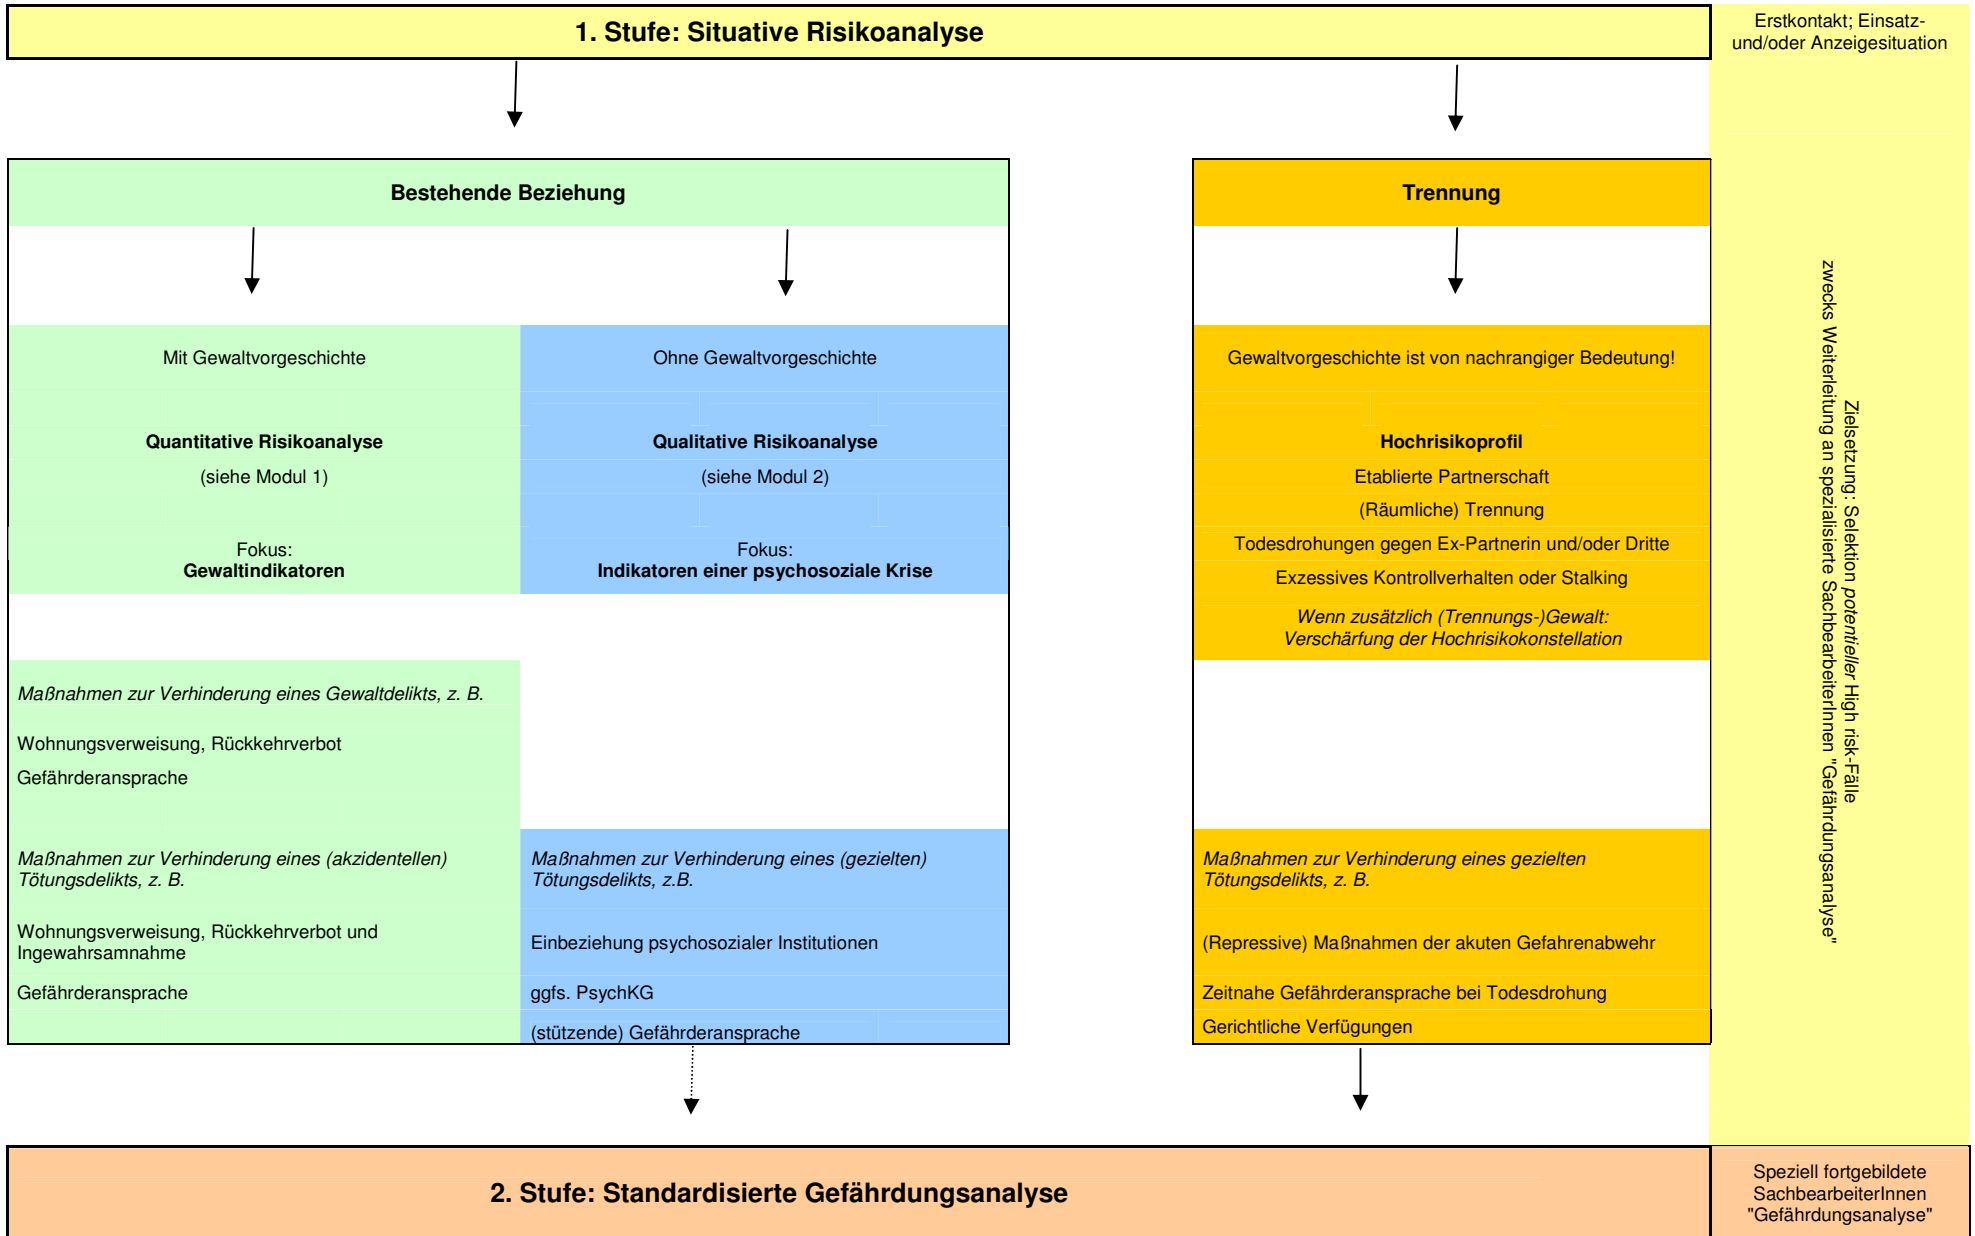 1. Stufe: Situative Risikoanalyse
Erstkontakt; Einsatz-
und/oder Anzeigesituation
Bestehende Beziehung
Mit Gewaltvorgeschichte
Quantitative Risikoanalyse
(siehe Modul 1)
Fokus:
Gewaltindikatoren
Maßnahmen zur Verhinderung eines Gewaltdelikts, z. B.
Wohnungsverweisung, Rückkehrverbot
Gefährderansprache
Maßnahmen zur Verhinderung eines (akzidentellen)
Tötungsdelikts, z. B.
Wohnungsverweisung, Rückkehrverbot und
Ingewahrsamnahme
Gefährderansprache
Ohne Gewaltvorgeschichte
Qualitative Risikoanalyse
(siehe Modul 2)
Fokus:
Indikatoren einer psychosoziale Krise
Maßnahmen zur Verhinderung eines (gezielten)
Tötungsdelikts, z.B.
Einbeziehung psychosozialer Institutionen
ggfs. PsychKG
(stützende) Gefährderansprache
Trennung
Gewaltvorgeschichte ist von nachrangiger Bedeutung!
Hochrisikoprofil
Etablierte Partnerschaft
(Räumliche) Trennung
Todesdrohungen gegen Ex-Partnerin und/oder Dritte
Exzessives Kontrollverhalten oder Stalking
Wenn zusätzlich (Trennungs-)Gewalt:
Verschärfung der Hochrisikokonstellation
Maßnahmen zur Verhinderung eines gezielten
Tötungsdelikts, z. B.
(Repressive) Maßnahmen der akuten Gefahrenabwehr
Zeitnahe Gefährderansprache bei Todesdrohung
Gerichtliche Verfügungen
Zielsetzung: Selektion potentieller High risk-Fälle
zwecks Weiterleitung an spezialisierte SachbearbeiterInnen "Gefährdungsanalyse"
2. Stufe: Standardisierte Gefährdungsanalyse
Speziell fortgebildete
SachbearbeiterInnen
"Gefährdungsanalyse"